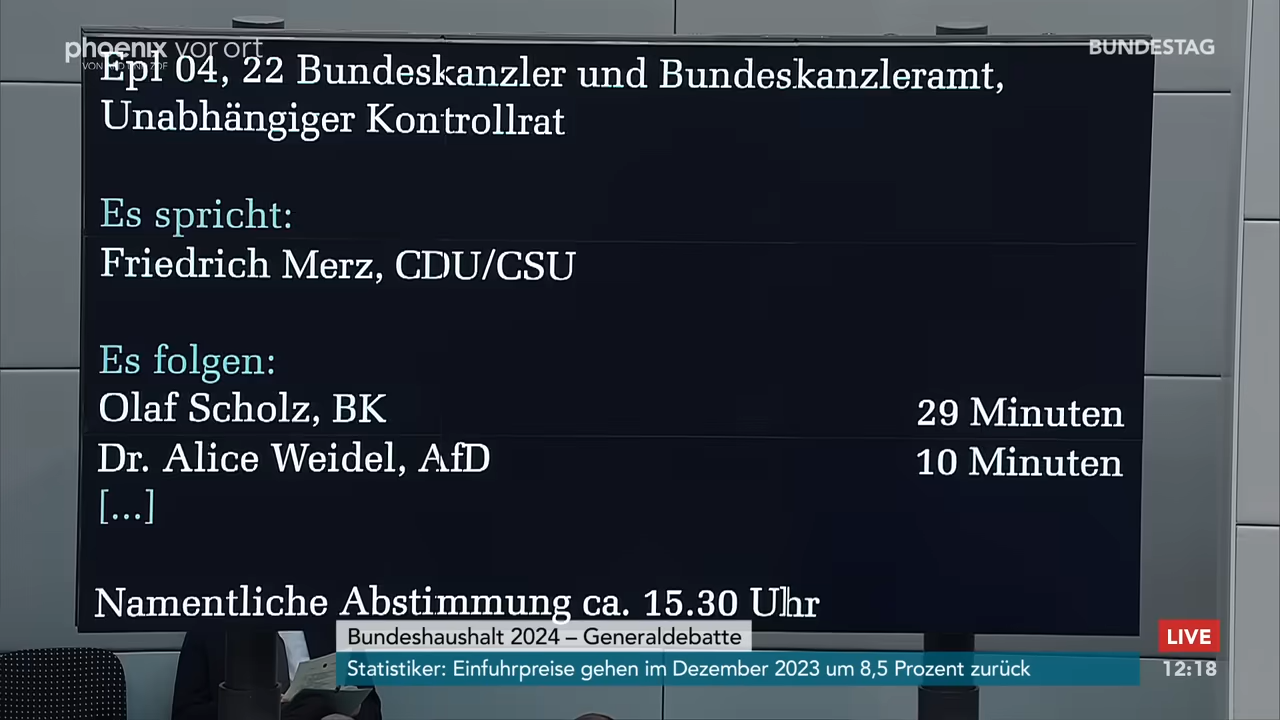 phoenix vor ort
BUNDESTAG
Epl 04, 22 Bundeskanzler und Bundeskanzleramt,
Unabhängiger Kontrollrat
Es spricht:
Friedrich Merz, CDU/CSU
Es folgen:
Olaf Scholz, BK 29 Minuten
Dr. Alice Weidel, AfD 10 Minuten
[...]
Namentliche Abstimmung ca. 15.30 Uhr
Bundeshaushalt 2024 – Generaldebatte
LIVE
Statistiker: Einfuhrpreise gehen im Dezember 2023 um 8,5 Prozent zurück
12:18